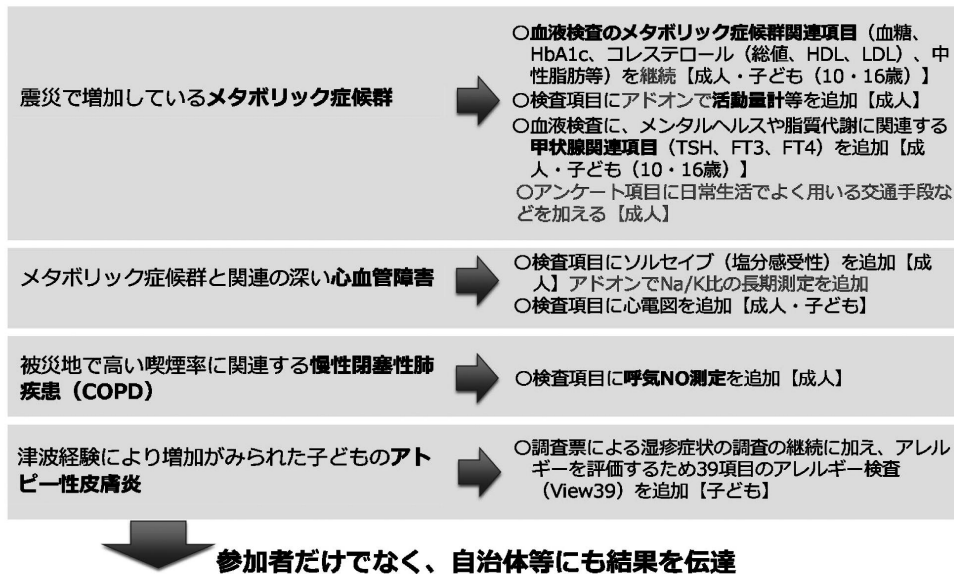 震災で増加しているメタボリック症候群
〇血液検査のメタボリック症候群関連項目（血糖、
HbA1c、コレステロール（総値、HDL、LDL）、中
性脂肪等）を継続【成人・子ども（10・16歳）】
〇検査項目にアドオンで活動量計等を追加【成人】
〇血液検査に、メンタルヘルスや脂質代謝に関連する
甲状腺関連項目（TSH、FT3、FT4）を追加【成
人・子ども（10・16歳）】
〇アンケート項目に日常生活でよく用いる交通手段な
どを加える【成人】
メタボリック症候群と関連の深い心血管障害
〇検査項目にソルセイブ（塩分感受性）を追加【成
人】アドオンでNa/K比の長期測定を追加
〇検査項目に心電図を追加【成人・子ども】
被災地で高い喫煙率に関連する慢性閉塞性肺
疾患（COPD）
〇検査項目に呼気NO測定を追加【成人】
津波経験により増加がみられた子どものアト
ピー性皮膚炎
〇調査票による湿疹症状の調査の継続に加え、アレル
ギーを評価するため39項目のアレルギー検査
（View39）を追加【子ども】
参加者だけでなく、自治体等にも結果を伝達